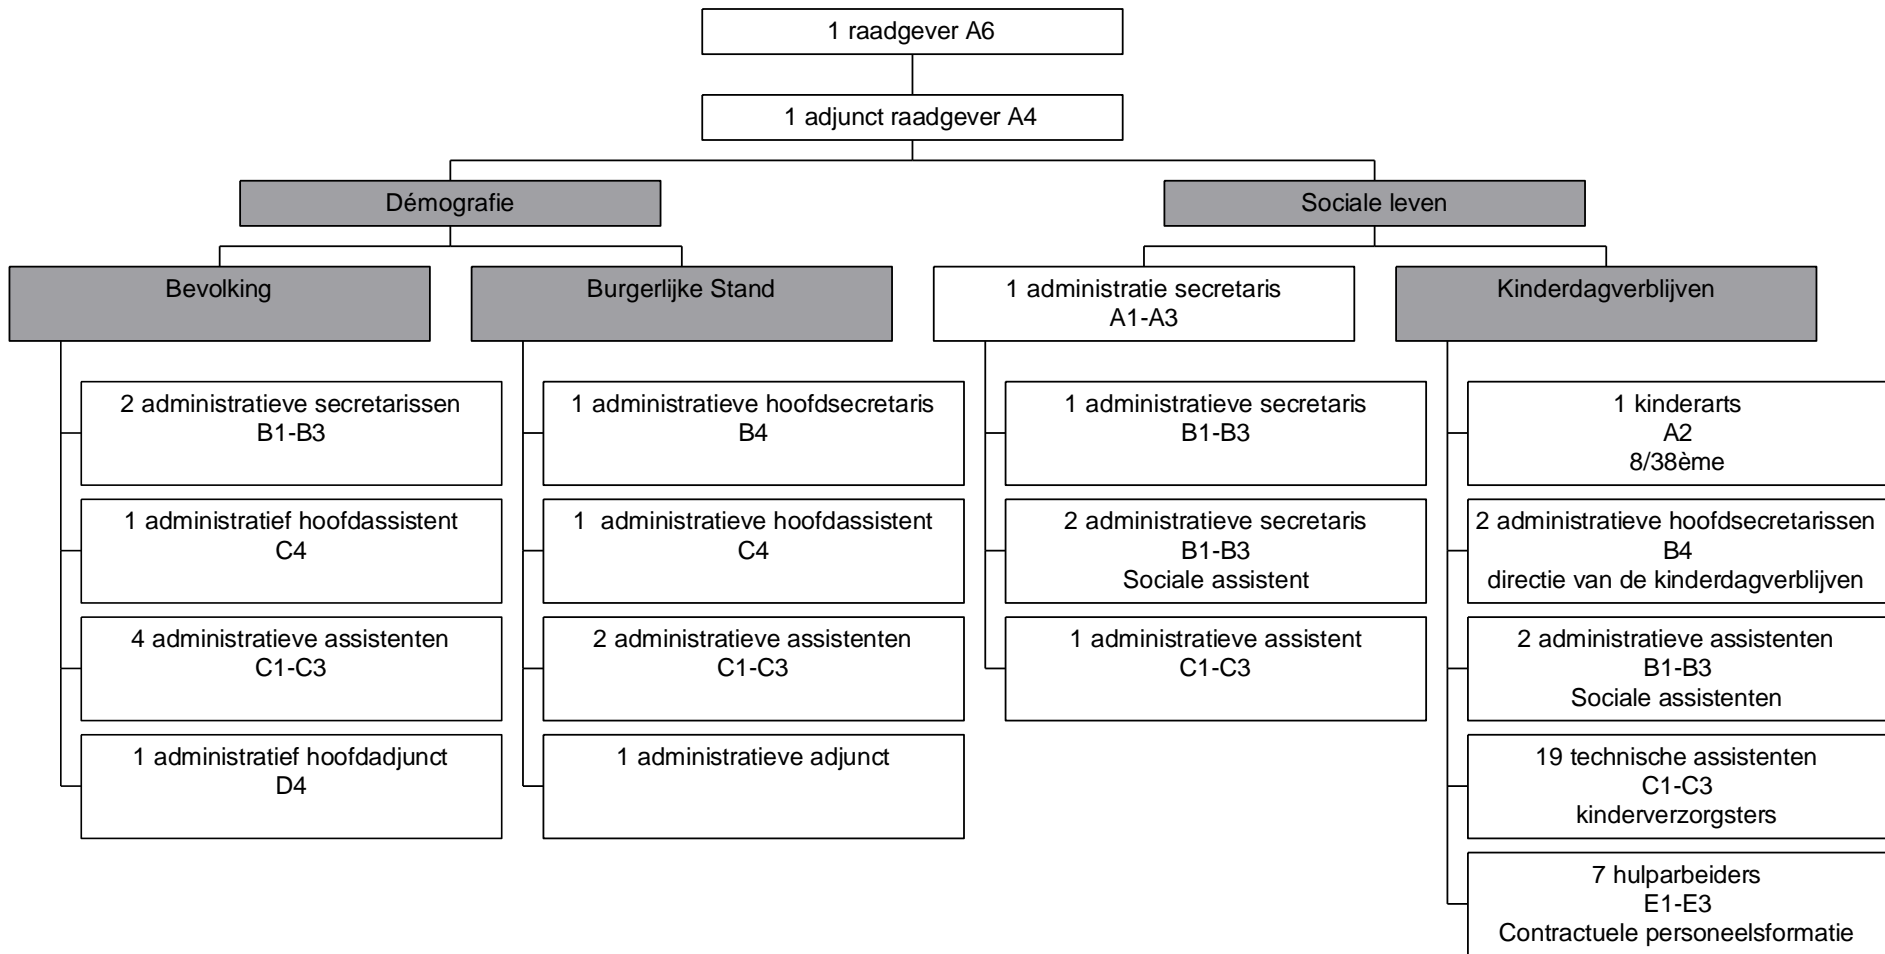 1 raadgever A6
1 adjunct raadgever A4
Démografie
Sociale leven
Bevolking
Burgerlijke Stand
1 administratie secretaris
A1-A3
Kinderdagverblijven
2 administratieve secretarissen
B1-B3
1 administratief hoofdassistent
C4
4 administratieve assistenten
C1-C3
1 administratief hoofdadjunct
D4
1 administratieve hoofdsecretaris
B4
1  administratieve hoofdassistent
C4
2 administratieve assistenten
C1-C3
1 administratieve adjunct
1 administratieve secretaris
B1-B3
2 administratieve secretaris
B1-B3
Sociale assistent
1 administratieve assistent
C1-C3
1 kinderarts
A2
8/38ème
2 administratieve hoofdsecretarissen
B4
directie van de kinderdagverblijven
2 administratieve assistenten
B1-B3
Sociale assistenten
19 technische assistenten
C1-C3
kinderverzorgsters
7 hulparbeiders
E1-E3
Contractuele personeelsformatie